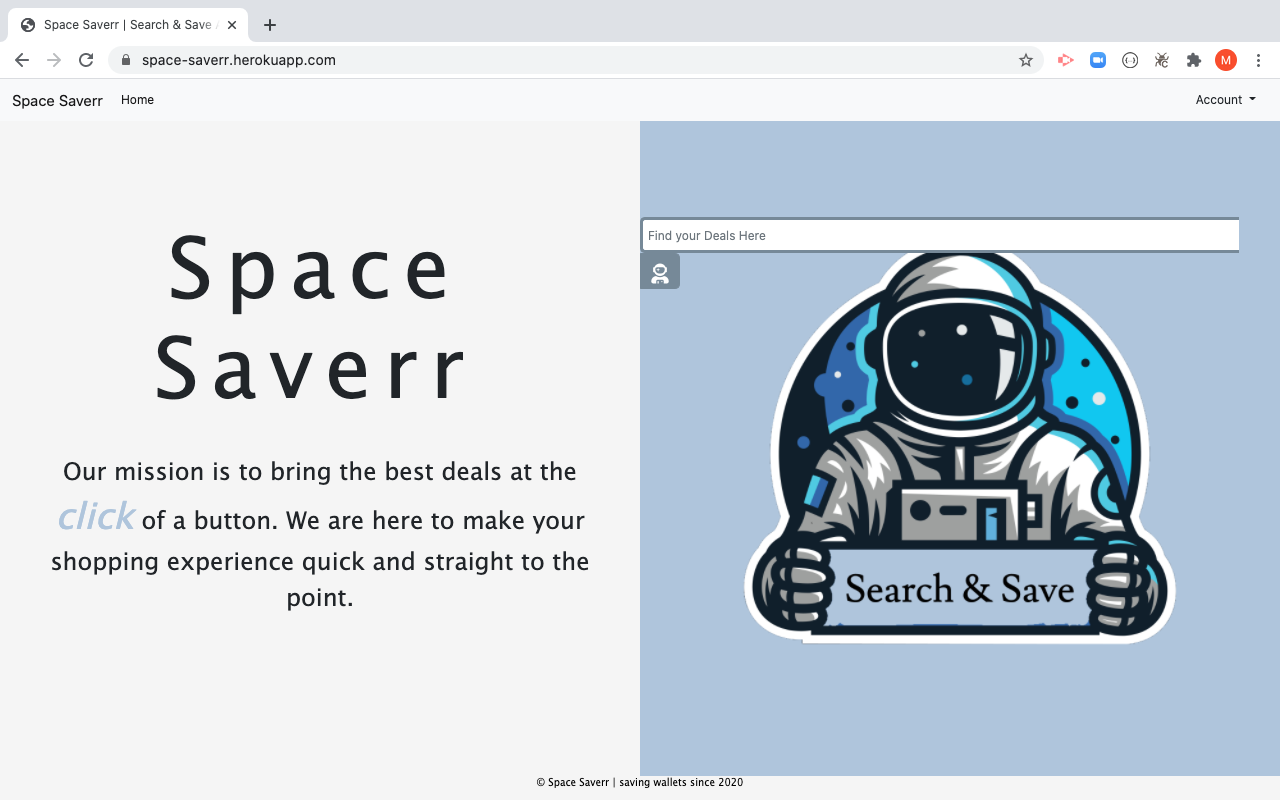 Space Saverr | Search & Save
space-saverr.herokuapp.com
M
Space Saverr Home Account
Space
Saverr
Our mission is to bring the best deals at the
click of a button. We are here to make your
shopping experience quick and straight to the
point.
Find your Deals Here
Search & Save
© Space Saverr | saving wallets since 2020